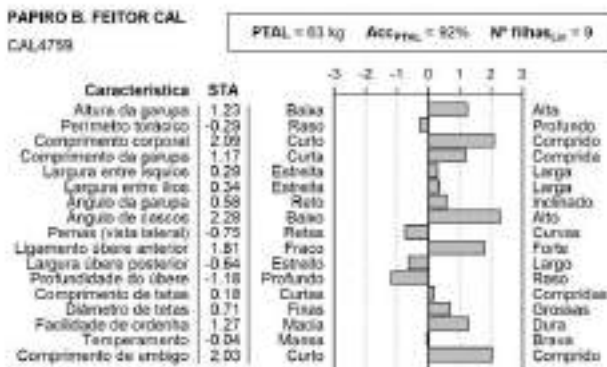 PAPIRO B. FEITOR CAL
CAL4759
PTAL = 63 kg Acc PTAL = 92% Nº filhas Lac = 9
-3 -2 -1 0 1 2 3
Característica STA
Altura da garupa 1.23 Baixa Alta
Perímetro torácico -0.29 Raso Profundo
Comprimento corporal 2.09 Curto Comprido
Comprimento da garupa 1.17 Curta Comprida
Largura entre ísquios 0.29 Estreita Larga
Largura entre ílios 0.34 Estreita Larga
Ângulo da garupa 0.58 Reto Inclinado
Ângulo de cascos 2.28 Baixo Alto
Pernas (vista lateral) -0.75 Retas Curvas
Ligamento úbere anterior 1.81 Fraco Forte
Largura úbere posterior -0.64 Estreito Largo
Profundidade do úbere -1.18 Profundo Raso
Comprimento de tetas 0.18 Curtas Compridas
Diâmetro de tetas 0.71 Finas Grossas
Facilidade de ordenha 1.27 Macia Dura
Temperamento -0.04 Mansa Brava
Comprimento de umbigo 2.03 Curto Comprido